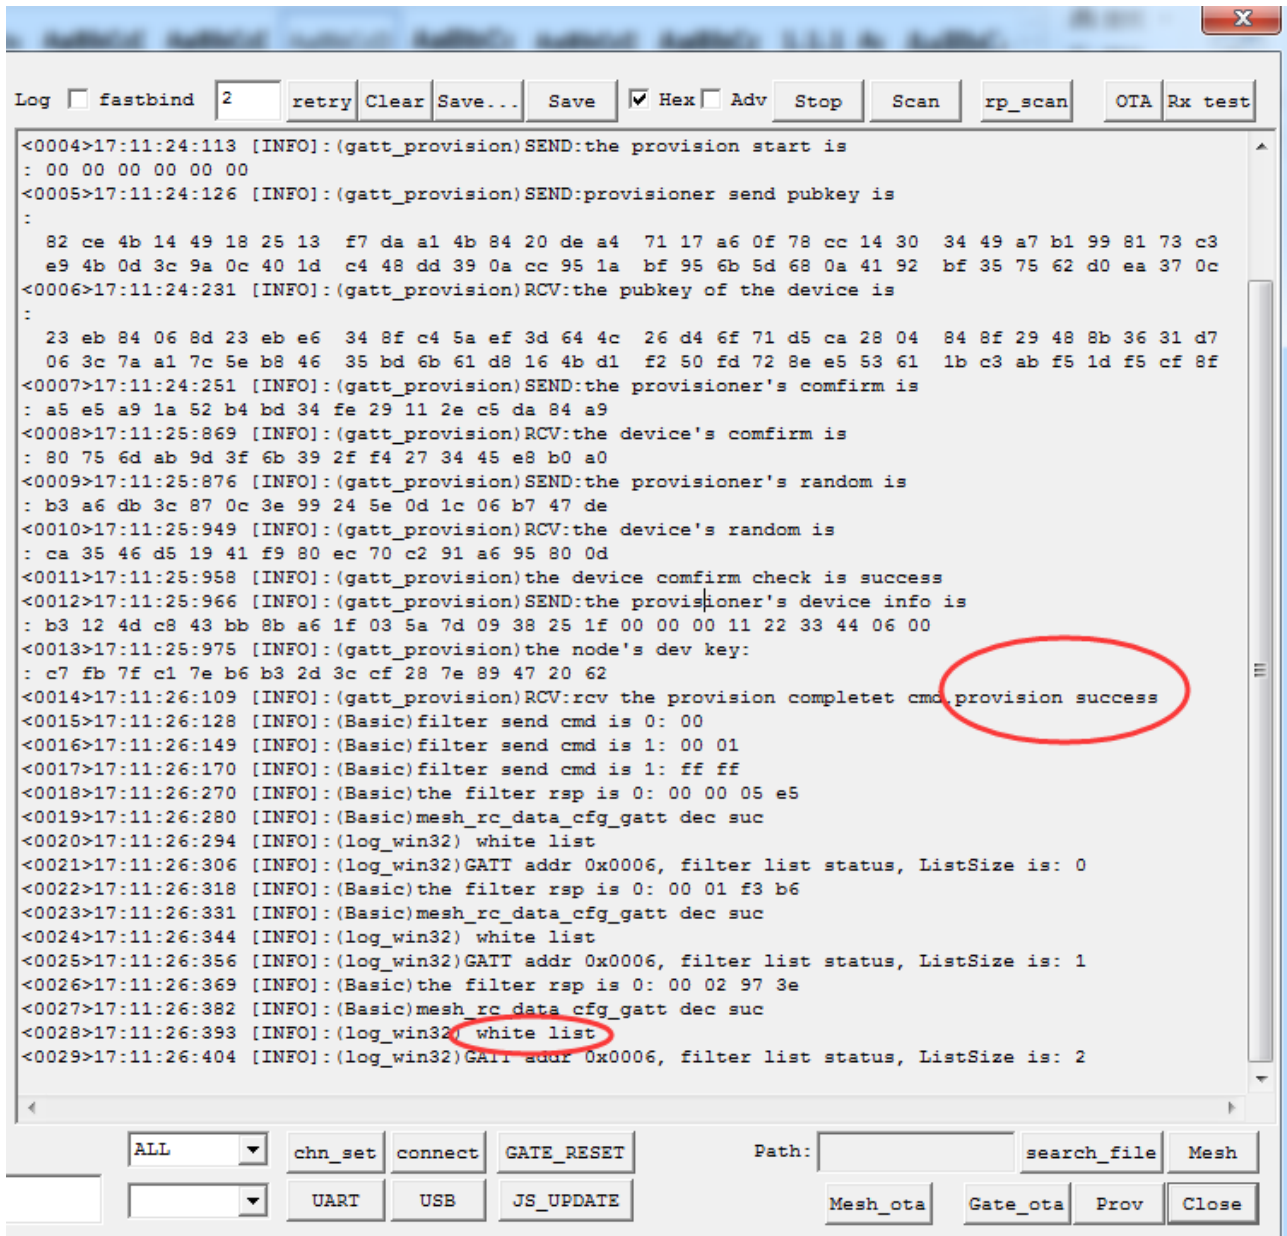 X
Log fastbind 2 retry Clear Save... Save Hex Adv Stop Scan rp_scan OTA Rx test
<0004>17:11:24:113 [INFO]:(gatt_provision)SEND:the provision start is
: 00 00 00 00 00 00
<0005>17:11:24:126 [INFO]:(gatt_provision)SEND:provisioner send pubkey is
:
82 ce 4b 14 49 18 25 13 f7 da a1 4b 84 20 de a4 71 17 a6 0f 78 cc 14 30 34 49 a7 b1 99 81 73 c3
e9 4b 0d 3c 9a 0c 40 1d c4 48 dd 39 0a cc 95 1a bf 95 6b 5d 68 0a 41 92 bf 35 75 62 d0 ea 37 0c
<0006>17:11:24:231 [INFO]:(gatt_provision)RCV:the pubkey of the device is
:
23 eb 84 06 8d 23 eb e6 34 8f c4 5a ef 3d 64 4c 26 d4 6f 71 d5 ca 28 04 84 8f 29 48 8b 36 31 d7
06 3c 7a a1 7c 5e b8 46 35 bd 6b 61 d8 16 4b d1 f2 50 fd 72 8e e5 53 61 1b c3 ab f5 1d f5 cf 8f
<0007>17:11:24:251 [INFO]:(gatt_provision)SEND:the provisioner's comfirm is
: a5 e5 a9 1a 52 b4 bd 34 fe 29 11 2e c5 da 84 a9
<0008>17:11:25:869 [INFO]:(gatt_provision)RCV:the device's comfirm is
: 80 75 6d ab 9d 3f 6b 39 2f f4 27 34 45 e8 b0 a0
<0009>17:11:25:876 [INFO]:(gatt_provision)SEND:the provisioner's random is
: b3 a6 db 3c 87 0c 3e 99 24 5e 0d 1c 06 b7 47 de
<0010>17:11:25:949 [INFO]:(gatt_provision)RCV:the device's random is
: ca 35 46 d5 19 41 f9 80 ec 70 c2 91 a6 95 80 0d
<0011>17:11:25:958 [INFO]:(gatt_provision)the device comfirm check is success
<0012>17:11:25:966 [INFO]:(gatt_provision)SEND:the provisioner's device info is
: b3 12 4d c8 43 bb 8b a6 1f 03 5a 7d 09 38 25 1f 00 00 00 11 22 33 44 06 00
<0013>17:11:25:975 [INFO]:(gatt_provision)the node's dev key:
: c7 fb 7f c1 7e b6 b3 2d 3c cf 28 7e 89 47 20 62
<0014>17:11:26:109 [INFO]:(gatt_provision)RCV:rcv the provision completet cmd,provision success
<0015>17:11:26:128 [INFO]:(Basic)filter send cmd is 0: 00
<0016>17:11:26:149 [INFO]:(Basic)filter send cmd is 1: 00 01
<0017>17:11:26:170 [INFO]:(Basic)filter send cmd is 1: ff ff
<0018>17:11:26:270 [INFO]:(Basic)the filter rsp is 0: 00 00 05 e5
<0019>17:11:26:280 [INFO]:(Basic)mesh_rc_data_cfg_gatt dec suc
<0020>17:11:26:294 [INFO]:(log_win32) white list
<0021>17:11:26:306 [INFO]:(log_win32)GATT addr 0x0006, filter list status, ListSize is: 0
<0022>17:11:26:318 [INFO]:(Basic)the filter rsp is 0: 00 01 f3 b6
<0023>17:11:26:331 [INFO]:(Basic)mesh_rc_data_cfg_gatt dec suc
<0024>17:11:26:344 [INFO]:(log_win32) white list
<0025>17:11:26:356 [INFO]:(log_win32)GATT addr 0x0006, filter list status, ListSize is: 1
<0026>17:11:26:369 [INFO]:(Basic)the filter rsp is 0: 00 02 97 3e
<0027>17:11:26:382 [INFO]:(Basic)mesh_rc_data_cfg_gatt dec suc
<0028>17:11:26:393 [INFO]:(log_win32) white list
<0029>17:11:26:404 [INFO]:(log_win32)GATT addr 0x0006, filter list status, ListSize is: 2
ALL chn_set connect GATE_RESET Path: search_file Mesh
UART USB JS_UPDATE Mesh_ota Gate_ota Prov Close